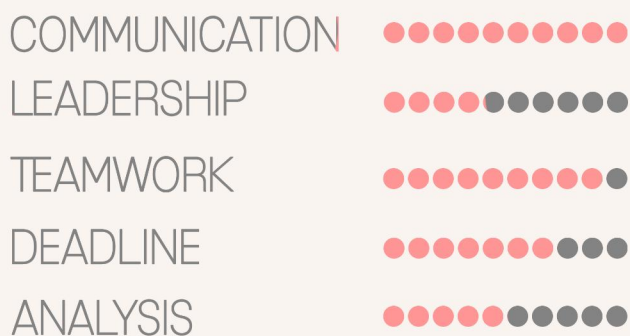 COMMUNICATION
LEADERSHIP
TEAMWORK
DEADLINE
ANALYSIS